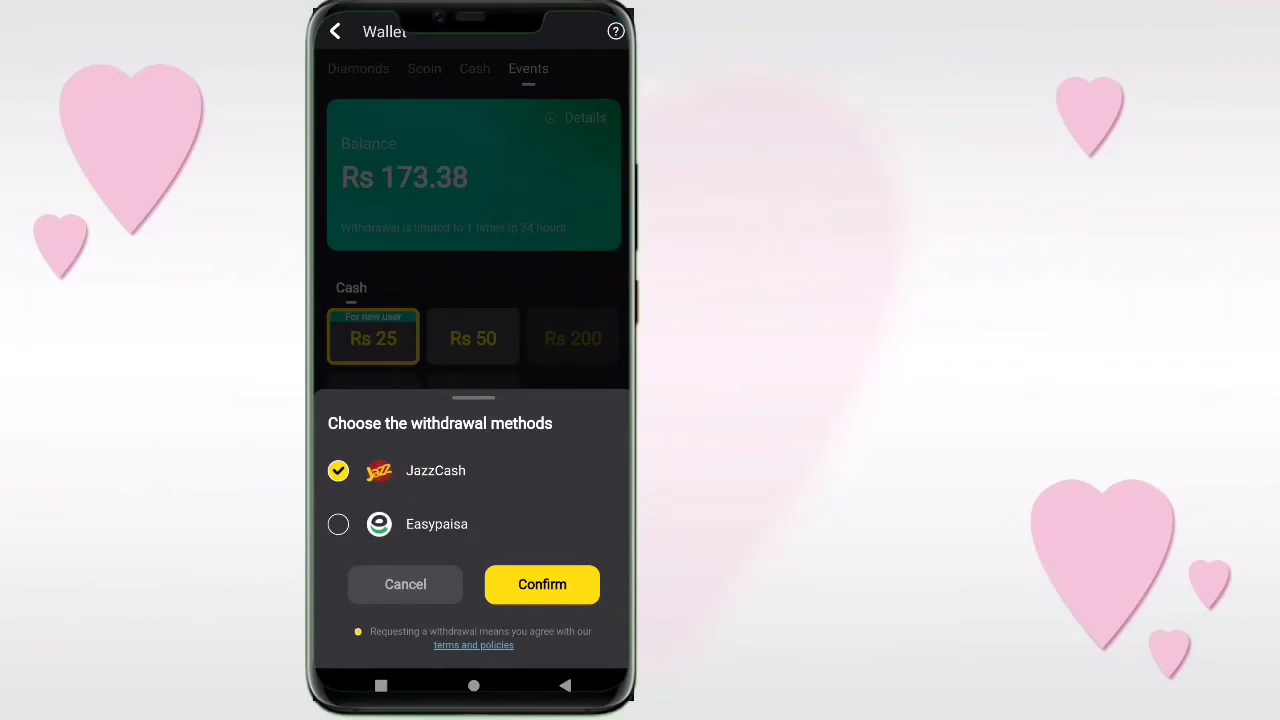 Wallet
?
Diamonds Scoin Cash Events
Details
Balance
Rs 173.38
Withdrawal is limited to 1 times in 24 hours
Cash
For new user
Rs 25 Rs 50 Rs 200
Choose the withdrawal methods
Jazz JazzCash
Easypaisa
Cancel Confirm
Requesting a withdrawal means you agree with our
terms and policies